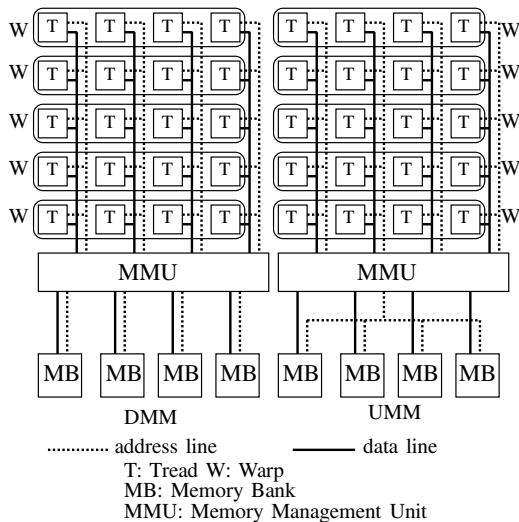 W T T T T T T T T W
W T T T T T T T T W
W T T T T T T T T W
W T T T T T T T T W
W T T T T T T T T W
MMU MMU
MB MB MB MB MB MB MB MB
DMM UMM
address line data line
T: Tread W: Warp
MB: Memory Bank
MMU: Memory Management Unit